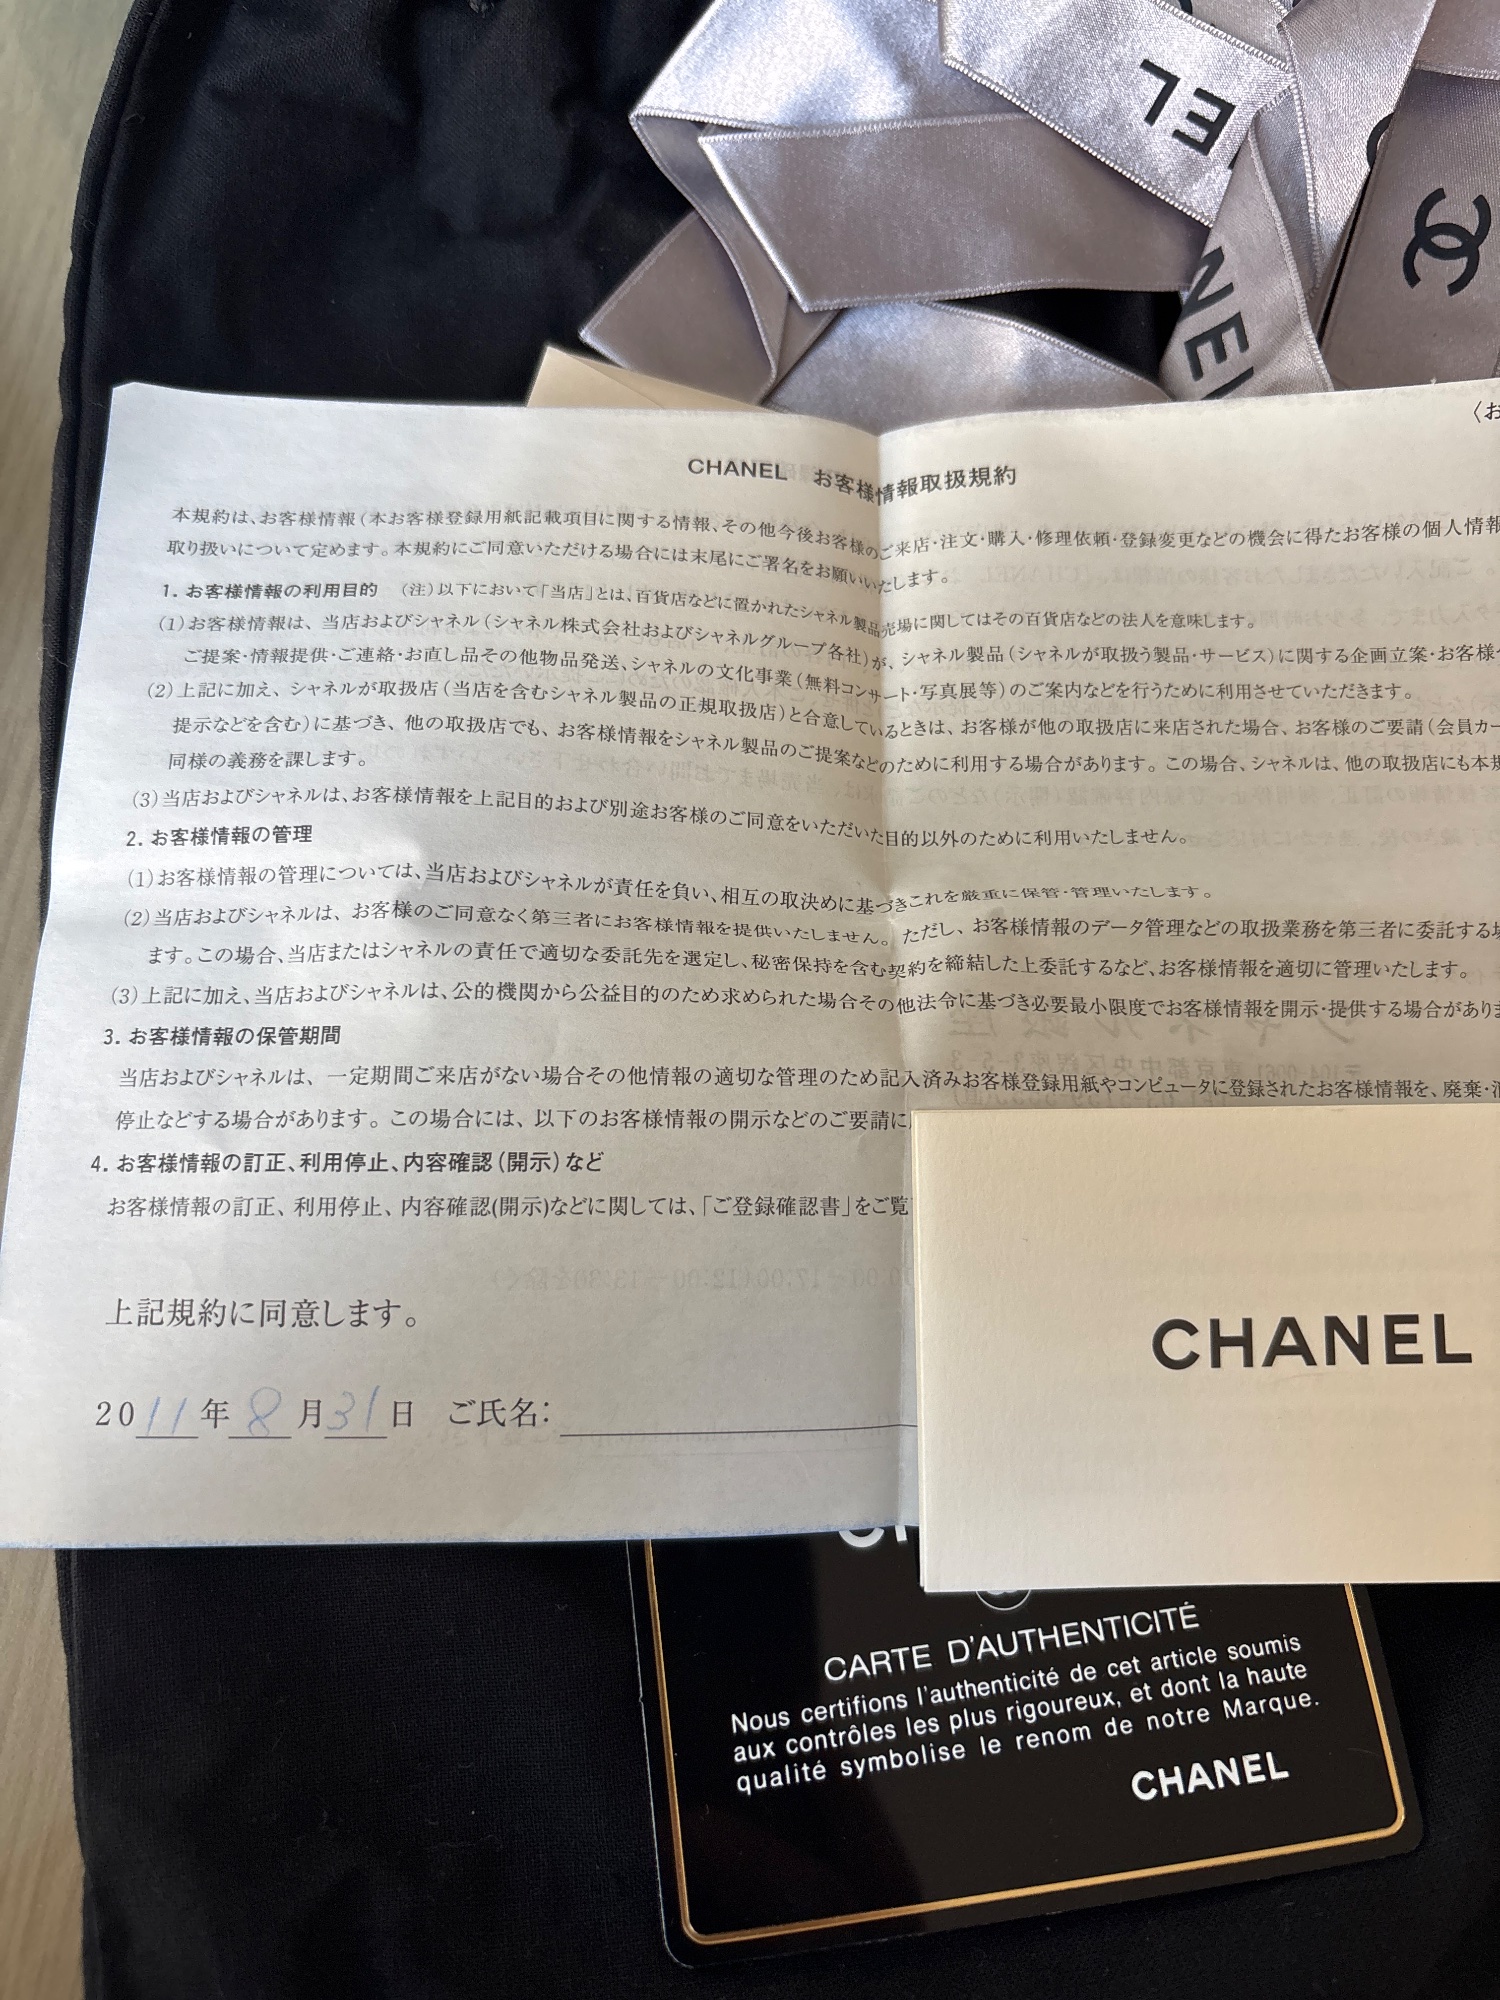 EL
NEL
CHANEL お客様情報取扱規約
本規約は、お客様情報(本お客様登録用紙記載項目に関する情報、その他今後お客様のご来店・注文・購入・修理依頼・登録変更などの機会に得たお客様の個人情報
取り扱いについて定めます。本規約にご同意いただける場合には末尾にご署名をお願いいたします。
1. お客様情報の利用目的 (注)以下において「当店」とは、百貨店などに置かれたシャネル製品売場に関してはその百貨店などの法人を意味します。
(1)お客様情報は、当店およびシャネル(シャネル株式会社およびシャネルグループ各社)が、シャネル製品(シャネルが取扱う製品・サービス)に関する企画立案・お客様
ご提案・情報提供・ご連絡・お直し品その他物品発送、シャネルの文化事業(無料コンサート・写真展等)のご案内などを行うために利用させていただきます。
(2)上記に加え、シャネルが取扱店(当店を含むシャネル製品の正規取扱店)と合意しているときは、お客様が他の取扱店に来店された場合、お客様のご要請(会員カー
提示などを含む)に基づき、他の取扱店でも、お客様情報をシャネル製品のご提案などのために利用する場合があります。この場合、シャネルは、他の取扱店にも本規
同様の義務を課します。
(3)当店およびシャネルは、お客様情報を上記目的および別途お客様のご同意をいただいた目的以外のために利用いたしません。
2. お客様情報の管理
(1)お客様情報の管理については、当店およびシャネルが責任を負い、相互の取決めに基づきこれを厳重に保管・管理いたします。
(2)当店およびシャネルは、お客様のご同意なく第三者にお客様情報を提供いたしません。ただし、お客様情報のデータ管理などの取扱業務を第三者に委託する場
ます。この場合、当店またはシャネルの責任で適切な委託先を選定し、秘密保持を含む契約を締結した上委託するなど、お客様情報を適切に管理いたします。
(3)上記に加え、当店およびシャネルは、公的機関から公益目的のため求められた場合その他法令に基づき必要最小限度でお客様情報を開示・提供する場合があり
3. お客様情報の保管期間
当店およびシャネルは、一定期間ご来店がない場合その他情報の適切な管理のため記入済みお客様登録用紙やコンピュータに登録されたお客様情報を、廃棄・
停止などする場合があります。この場合には、以下のお客様情報の開示などのご要請に
4. お客様情報の訂正、利用停止、内容確認(開示)など
お客様情報の訂正、利用停止、内容確認(開示)などに関しては、「ご登録確認書」をご覧
上記規約に同意します。
2011年8月31日 ご氏名:
CHANEL
CARTE D'AUTHENTICITÉ
Nous certifions l'authenticité de cet article soumis
aux contrôles les plus rigoureux, et dont la haute
qualité symbolise le renom de notre Marque.
CHANEL